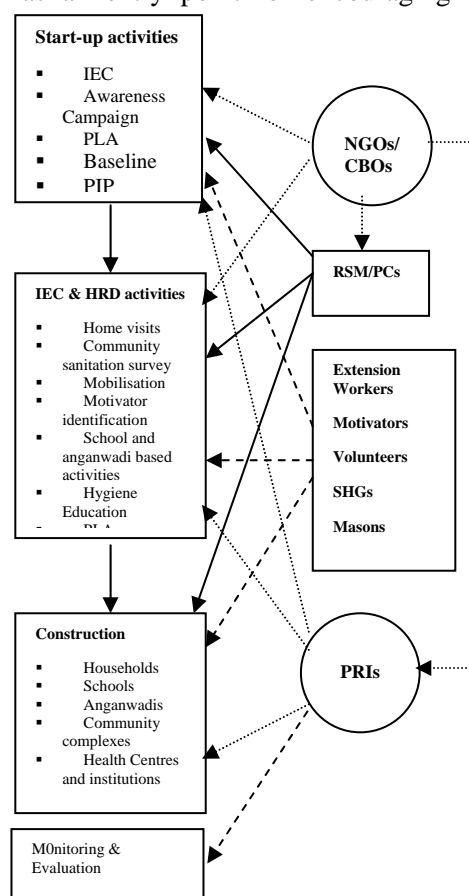 Start-up activities
▪ IEC
▪ Awareness
Campaign
▪ PLA
▪ Baseline
▪ PIP
NGOs/
CBOs
RSM/PCs
IEC & HRD activities
▪ Home visits
▪ Community
sanitation survey
▪ Mobilisation
▪ Motivator
identification
▪ School and
anganwadi based
activities
▪ Hygiene
Education
Extension
Workers
Motivators
Volunteers
SHGs
Masons
Construction
▪ Households
▪ Schools
▪ Anganwadis
▪ Community
complexes
▪ Health Centres
and institutions
PRIs
M0nitoring &
Evaluation